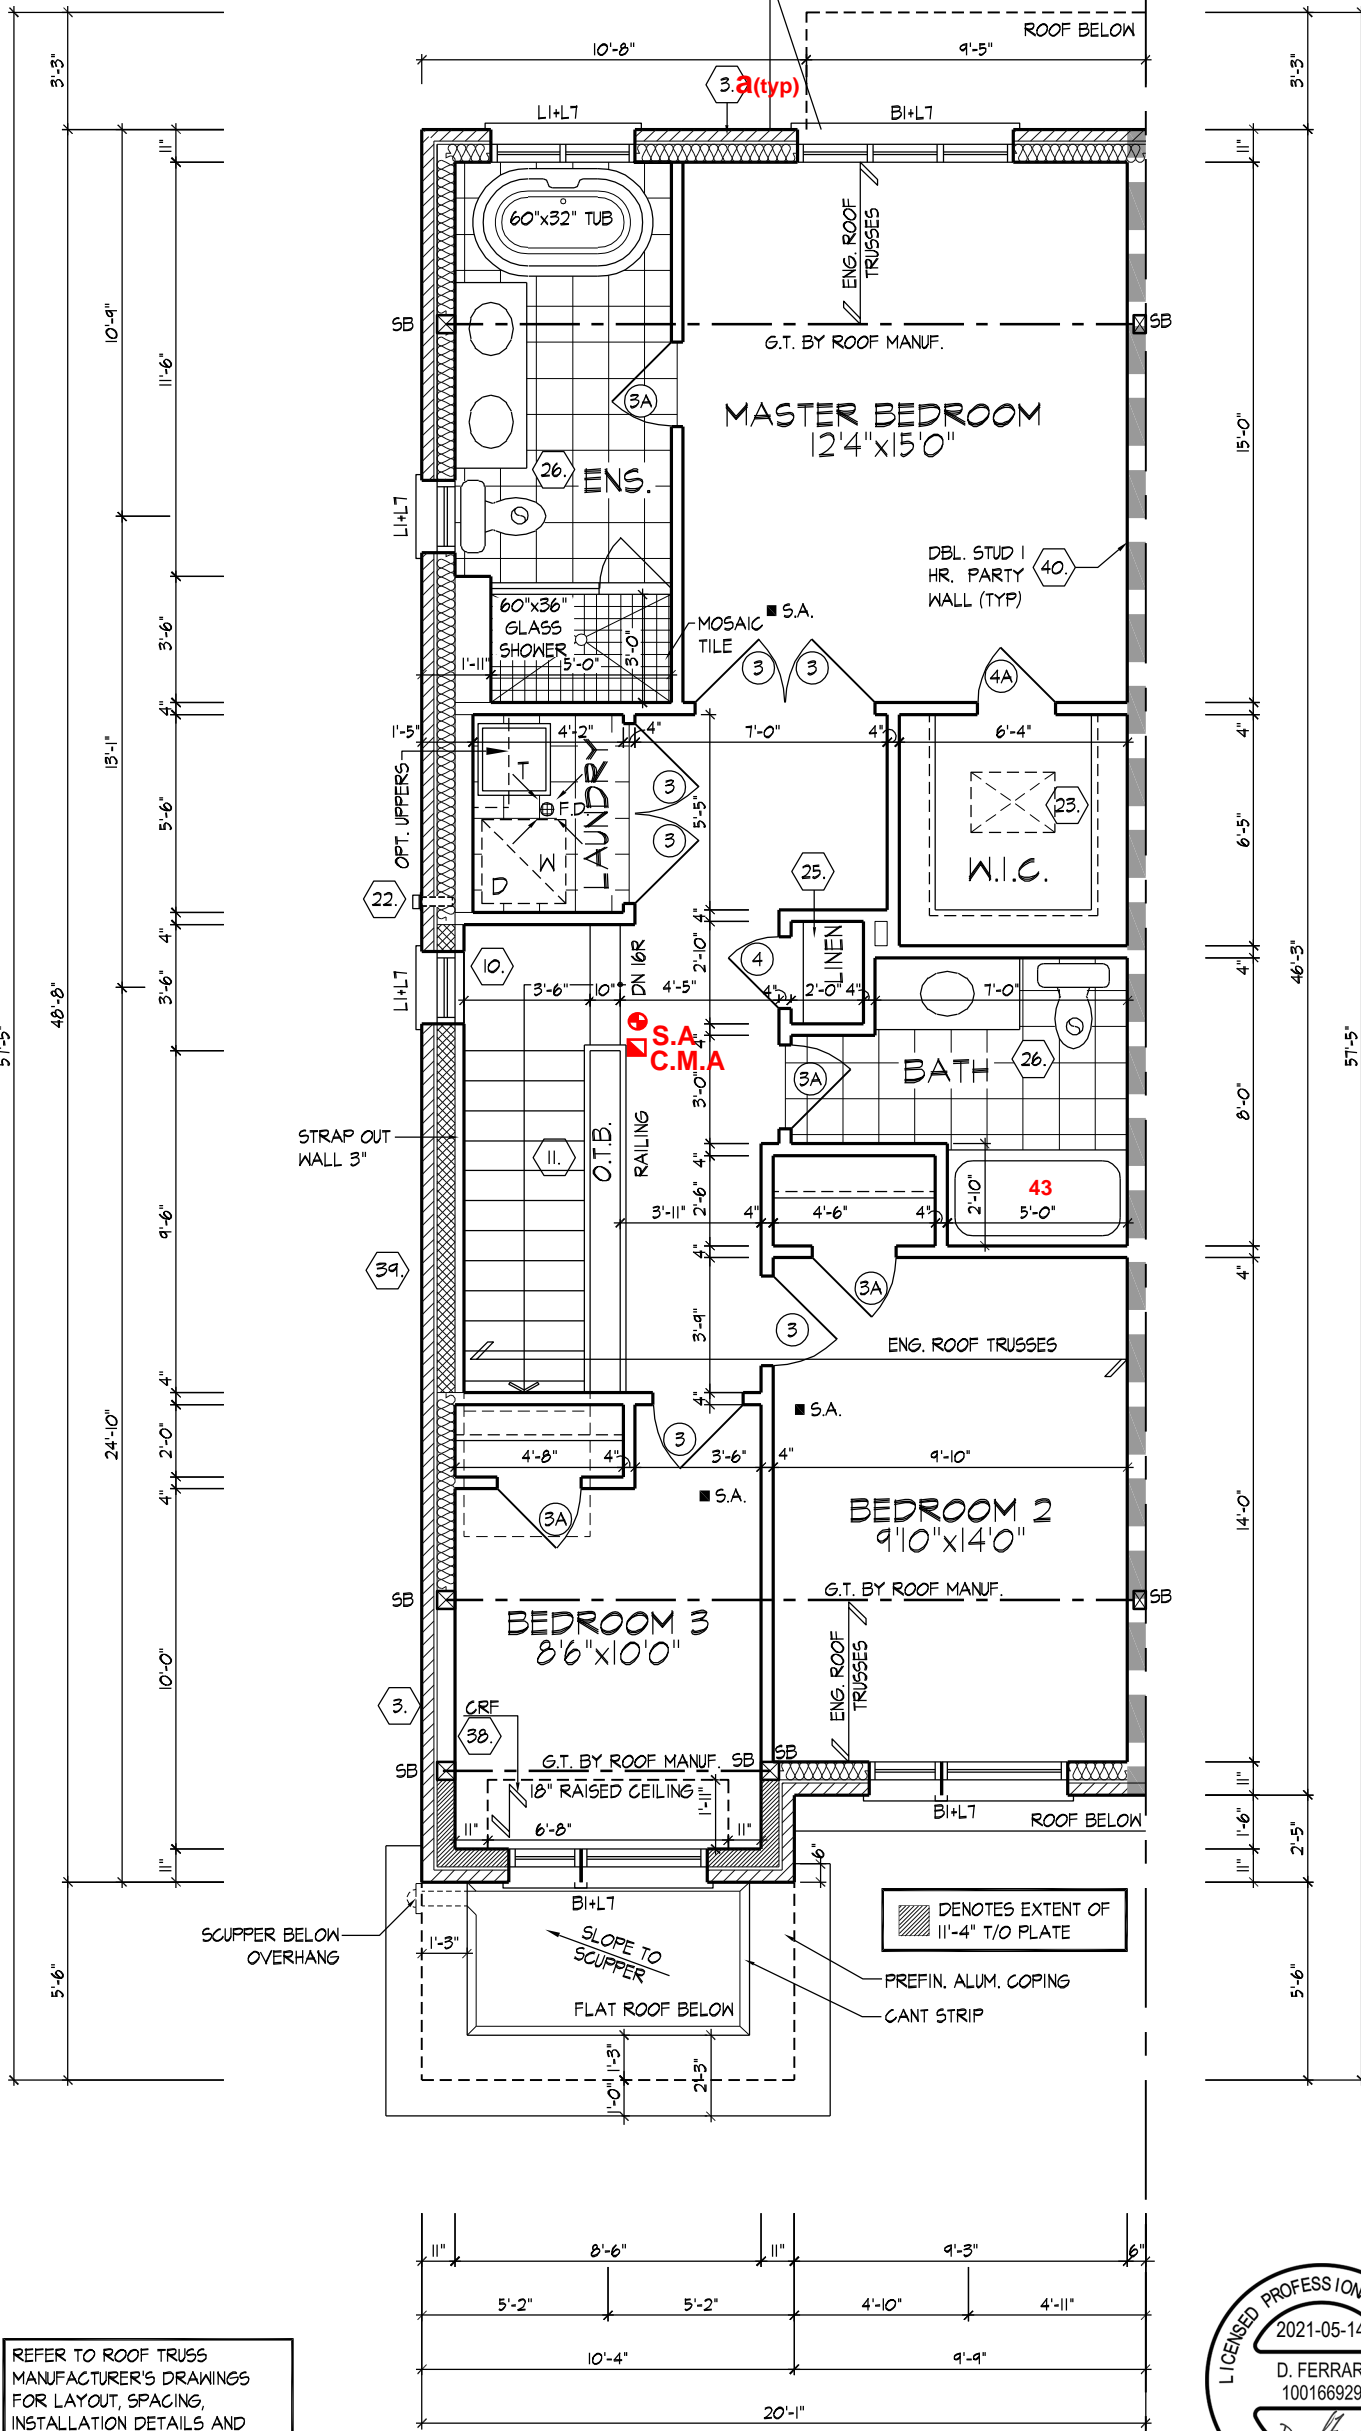 ROOF BELOW
10'-8"
9'-5"
3'-3"
3'-3"
3.
a(typ)
L1+L7
B1+L7
11"
11"
60"x32" TUB
ENG. ROOF
TRUSSES
10'-9"
SB
SB
G.T. BY ROOF MANUF.
11'-6"
3A
MASTER BEDROOM
12'4"x15'0"
15'-0"
26.
ENS.
L1+L7
DBL. STUD 1
HR. PARTY
WALL (TYP)
40.
60"x36"
GLASS
SHOWER
MOSAIC
TILE
S.A.
3'-6"
3'-0"
1'-11"
5'-0"
3
3
4A
4"
1'-5"
4'-2"
4"
7'-0"
4"
6'-4"
4"
13'-1"
OPT. UPPERS
T
F.D.
LAUNDRY
W
D
3
3
5'-5"
23.
W.I.C.
5'-6"
6'-5"
22.
25.
4"
4"
4"
48'-8"
46'-3"
57'-5"
57'-5"
10.
DN 16R
2'-10"
4
LINEN
L1+L7
3'-6"
3'-6"
10"
4'-5"
4"
2'-0"
4"
7'-0"
S.A
C.M.A
4"
3'-0"
3A
BATH
26.
8'-0"
STRAP OUT
WALL 3"
11.
O.T.B.
RAILING
4"
2'-6"
3'-11"
4"
4'-6"
4"
2'-10"
43
5'-0"
9'-6"
39.
4"
4"
3A
3'-9"
3
ENG. ROOF TRUSSES
4"
4"
24'-10"
2'-0"
3
S.A.
4'-8"
4"
3'-6"
4"
9'-10"
4"
3A
S.A.
BEDROOM 2
9'10"x14'0"
14'-0"
SB
G.T. BY ROOF MANUF.
SB
BEDROOM 3
8'6"x10'0"
10'-0"
ENG. ROOF
TRUSSES
3.
CRF
38.
SB
G.T. BY ROOF MANUF.
SB
SB
18" RAISED CEILING
1'-11"
11"
6'-8"
11"
11"
B1+L7
ROOF BELOW
1'-6"
2'-5"
11"
11"
6"
B1+L7
DENOTES EXTENT OF
11'-4" T/O PLATE
SCUPPER BELOW
OVERHANG
1'-3"
SLOPE TO
SCUPPER
PREFIN. ALUM. COPING
FLAT ROOF BELOW
CANT STRIP
5'-6"
5'-6"
1'-3"
2'-3"
1'-0"
11"
8'-6"
11"
9'-3"
6"
5'-2"
5'-2"
4'-10"
4'-11"
10'-4"
9'-9"
20'-1"
REFER TO ROOF TRUSS
MANUFACTURER'S DRAWINGS
FOR LAYOUT, SPACING,
INSTALLATION DETAILS AND
LICENSED PROFESSION
2021-05-14
D. FERRAR
100166929